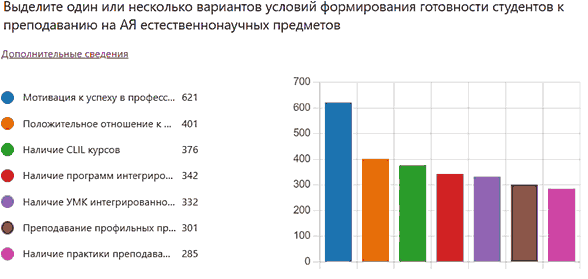 Выделите один или несколько вариантов условий формирования готовности студентов к
преподаванию на АЯ естественнонаучных предметов
Дополнительные сведения
Мотивация к успеху в професс... 621
Положительное отношение к ... 401
Наличие CLIL курсов 376
Наличие программ интегриро... 342
Наличие УМК интегрированно... 332
Преподавание профильных пр... 301
Наличие практики преподава... 285
700
600
500
400
300
200
100
0